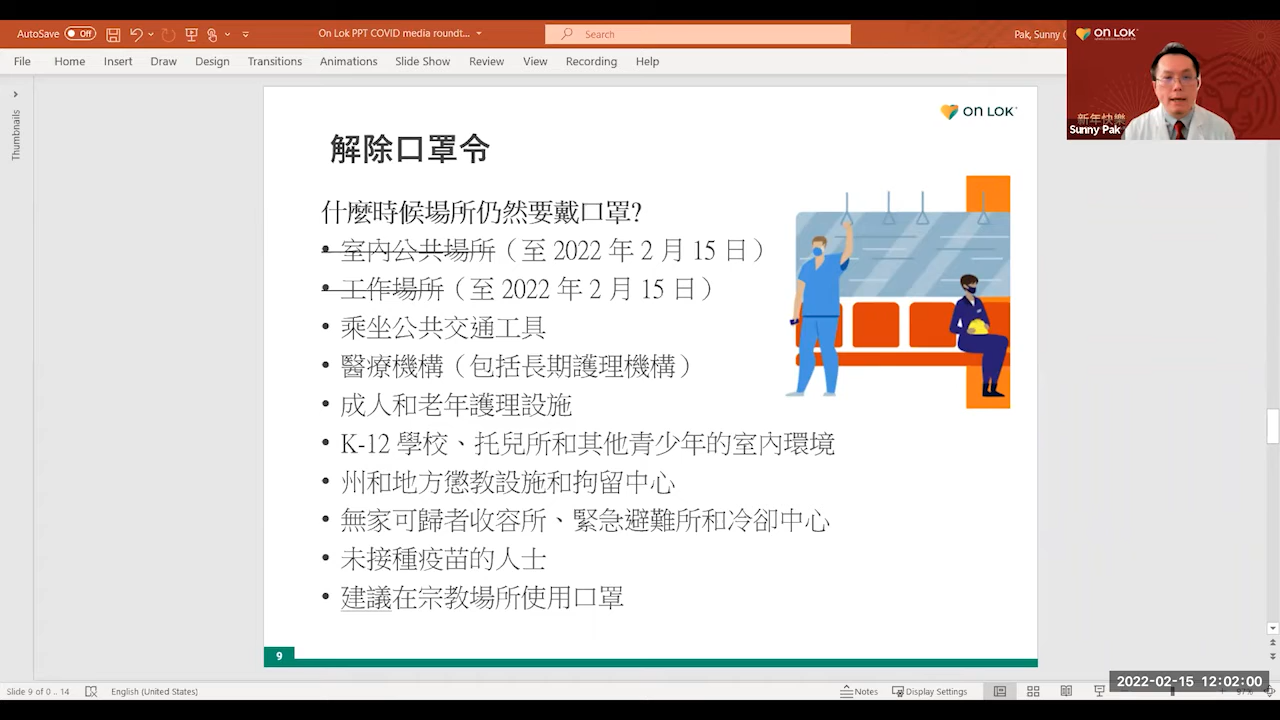 AutoSave Off On Lok PPT COVID media roundt... Search Pak, Sunny (
File Home Insert Draw Design Transitions Animations Slide Show Review View Recording Help
ON LOK
新年快樂
Sunny Pak
Thumbnails
ON LOK
解除口罩令
什麼時候場所仍然要戴口罩?
• 室內公共場所（至 2022 年 2 月 15 日）
• 工作場所（至 2022 年 2 月 15 日）
• 乘坐公共交通工具
• 醫療機構（包括長期護理機構）
• 成人和老年護理設施
• K-12 學校、托兒所和其他青少年的室內環境
• 州和地方懲教設施和拘留中心
• 無家可歸者收容所、緊急避難所和冷卻中心
• 未接種疫苗的人士
• 建議在宗教場所使用口罩
9
Slide 9 of 0 .. 14 English (United States) Notes Display Settings
2022-02-15 12:02:00